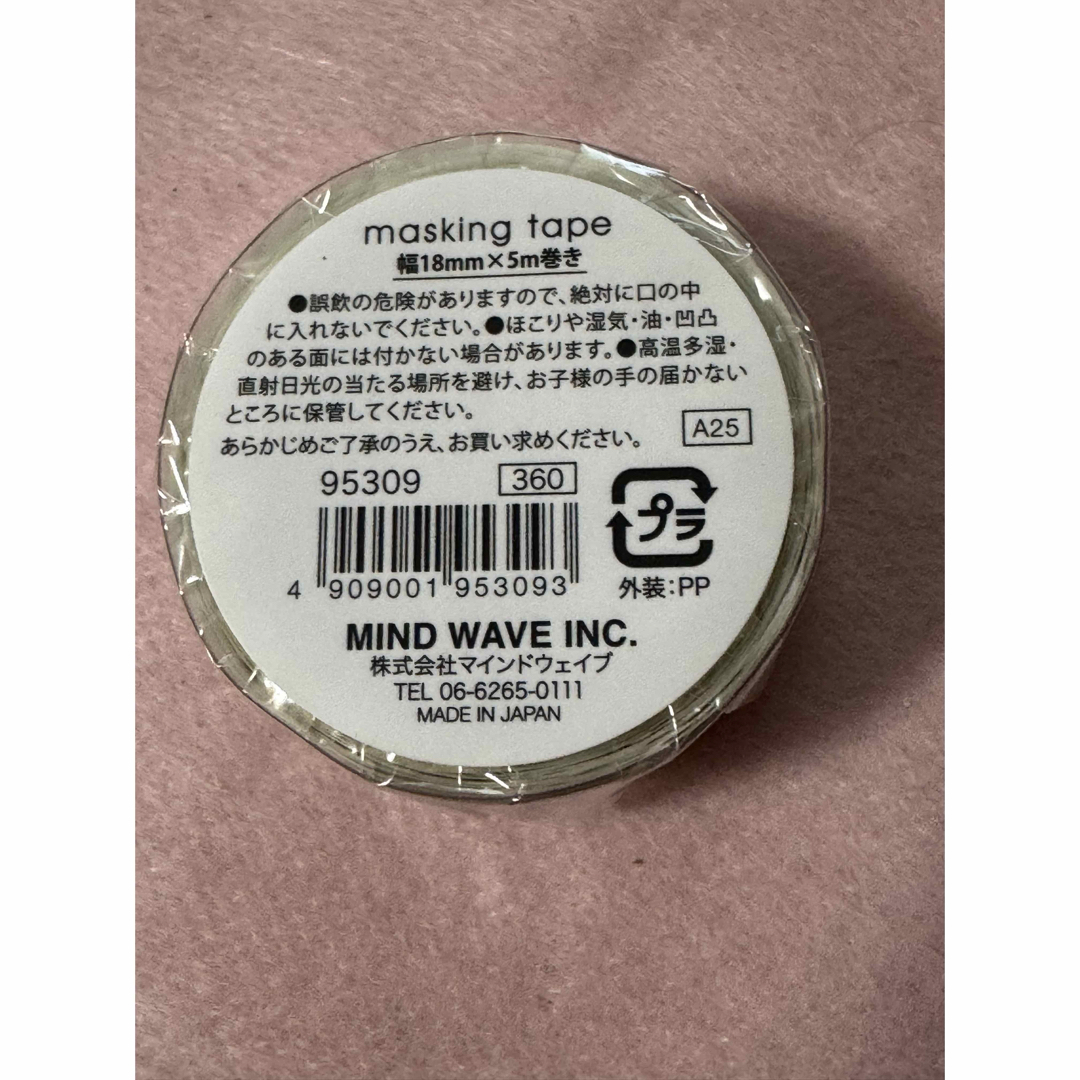 masking tape
幅18mm×5m巻き
●誤飲の危険がありますので、絶対に口の中
に入れないでください。●ほこりや湿気・油・凹凸
のある面には付かない場合があります。●高温多湿・
直射日光の当たる場所を避け、お子様の手の届かない
ところに保管してください。
あらかじめご了承のうえ、お買い求めください。
A25
95309 360
プラ
4 909001 953093
外装:PP
MIND WAVE INC.
株式会社マインドウェイブ
TEL 06-6265-0111
MADE IN JAPAN